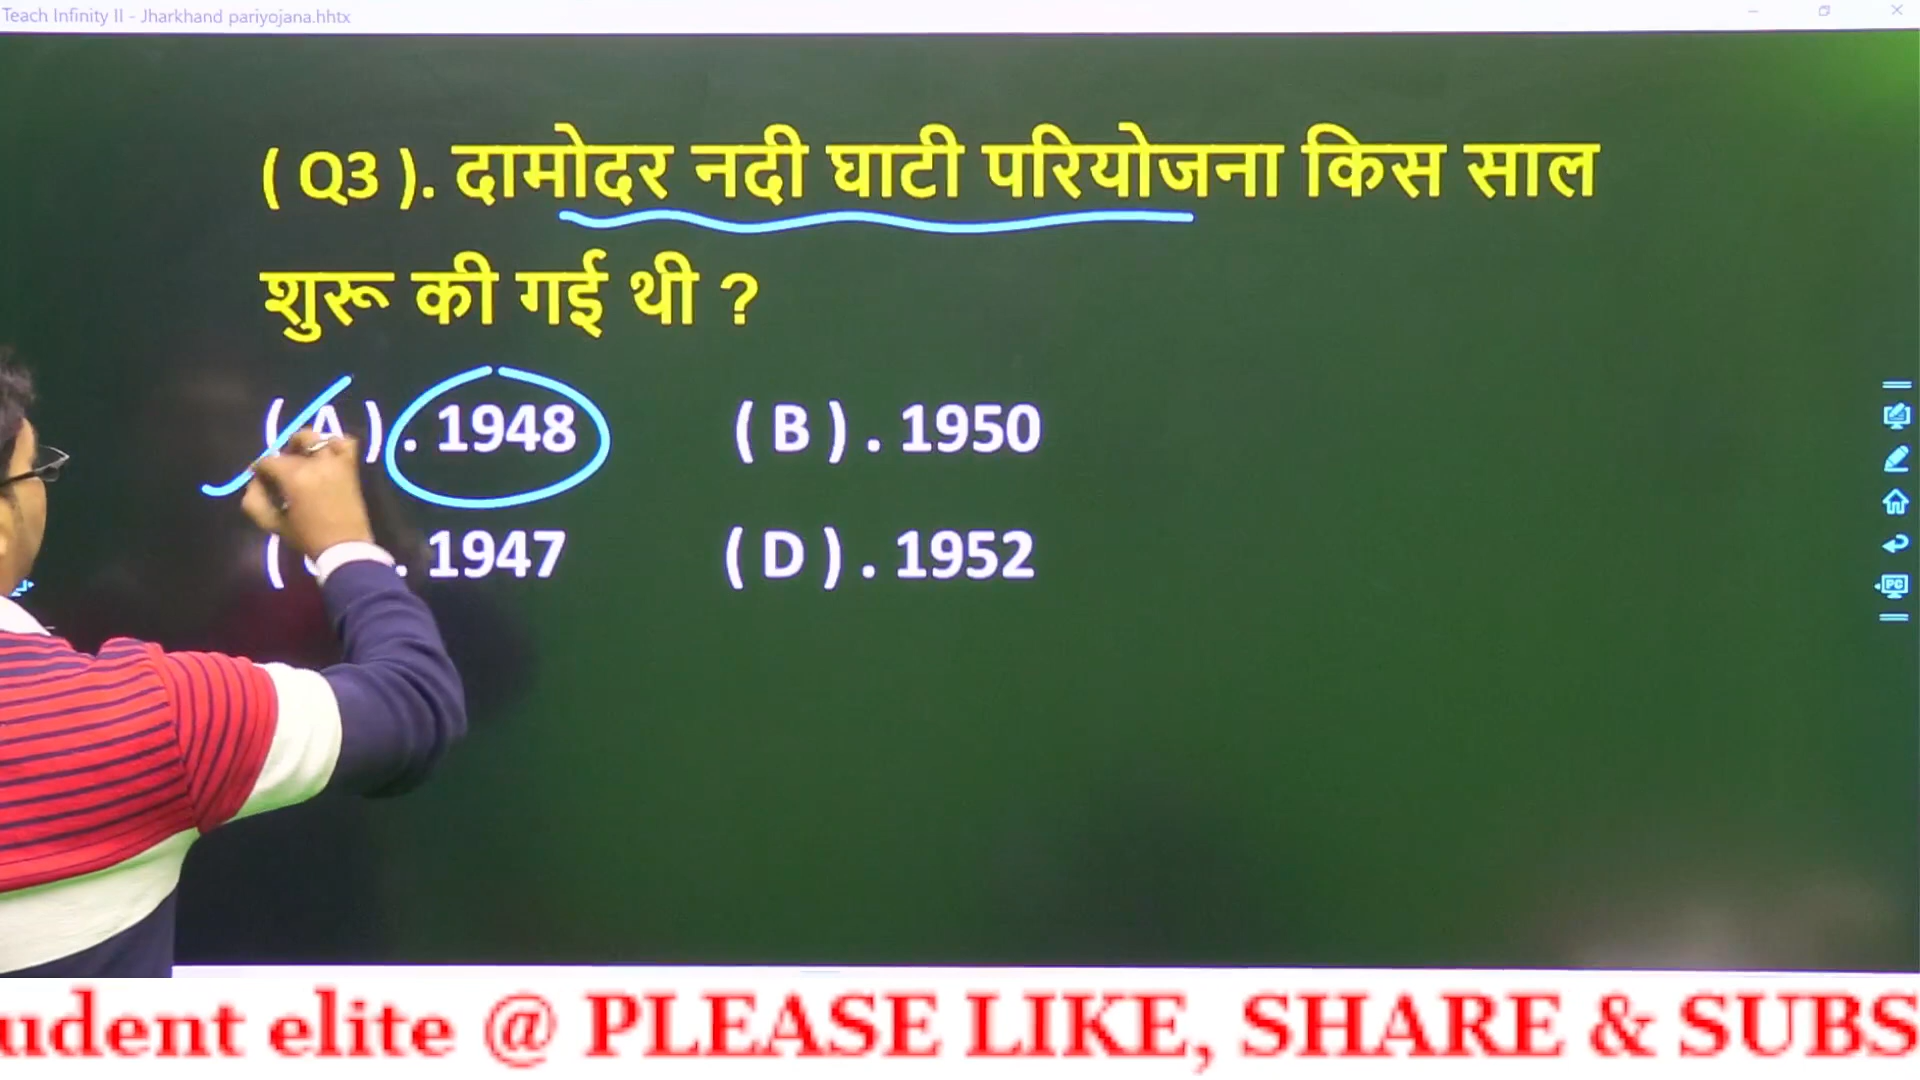 Teach Infinity II - Jharkhand pariyojana.hhtx
( Q3 ). दामोदर नदी घाटी परियोजना किस साल
शुरू की गई थी ?
( A ) . 1948 ( B ) . 1950
( . 1947 ( D ) . 1952
PC
udent elite @ PLEASE LIKE, SHARE & SUBS